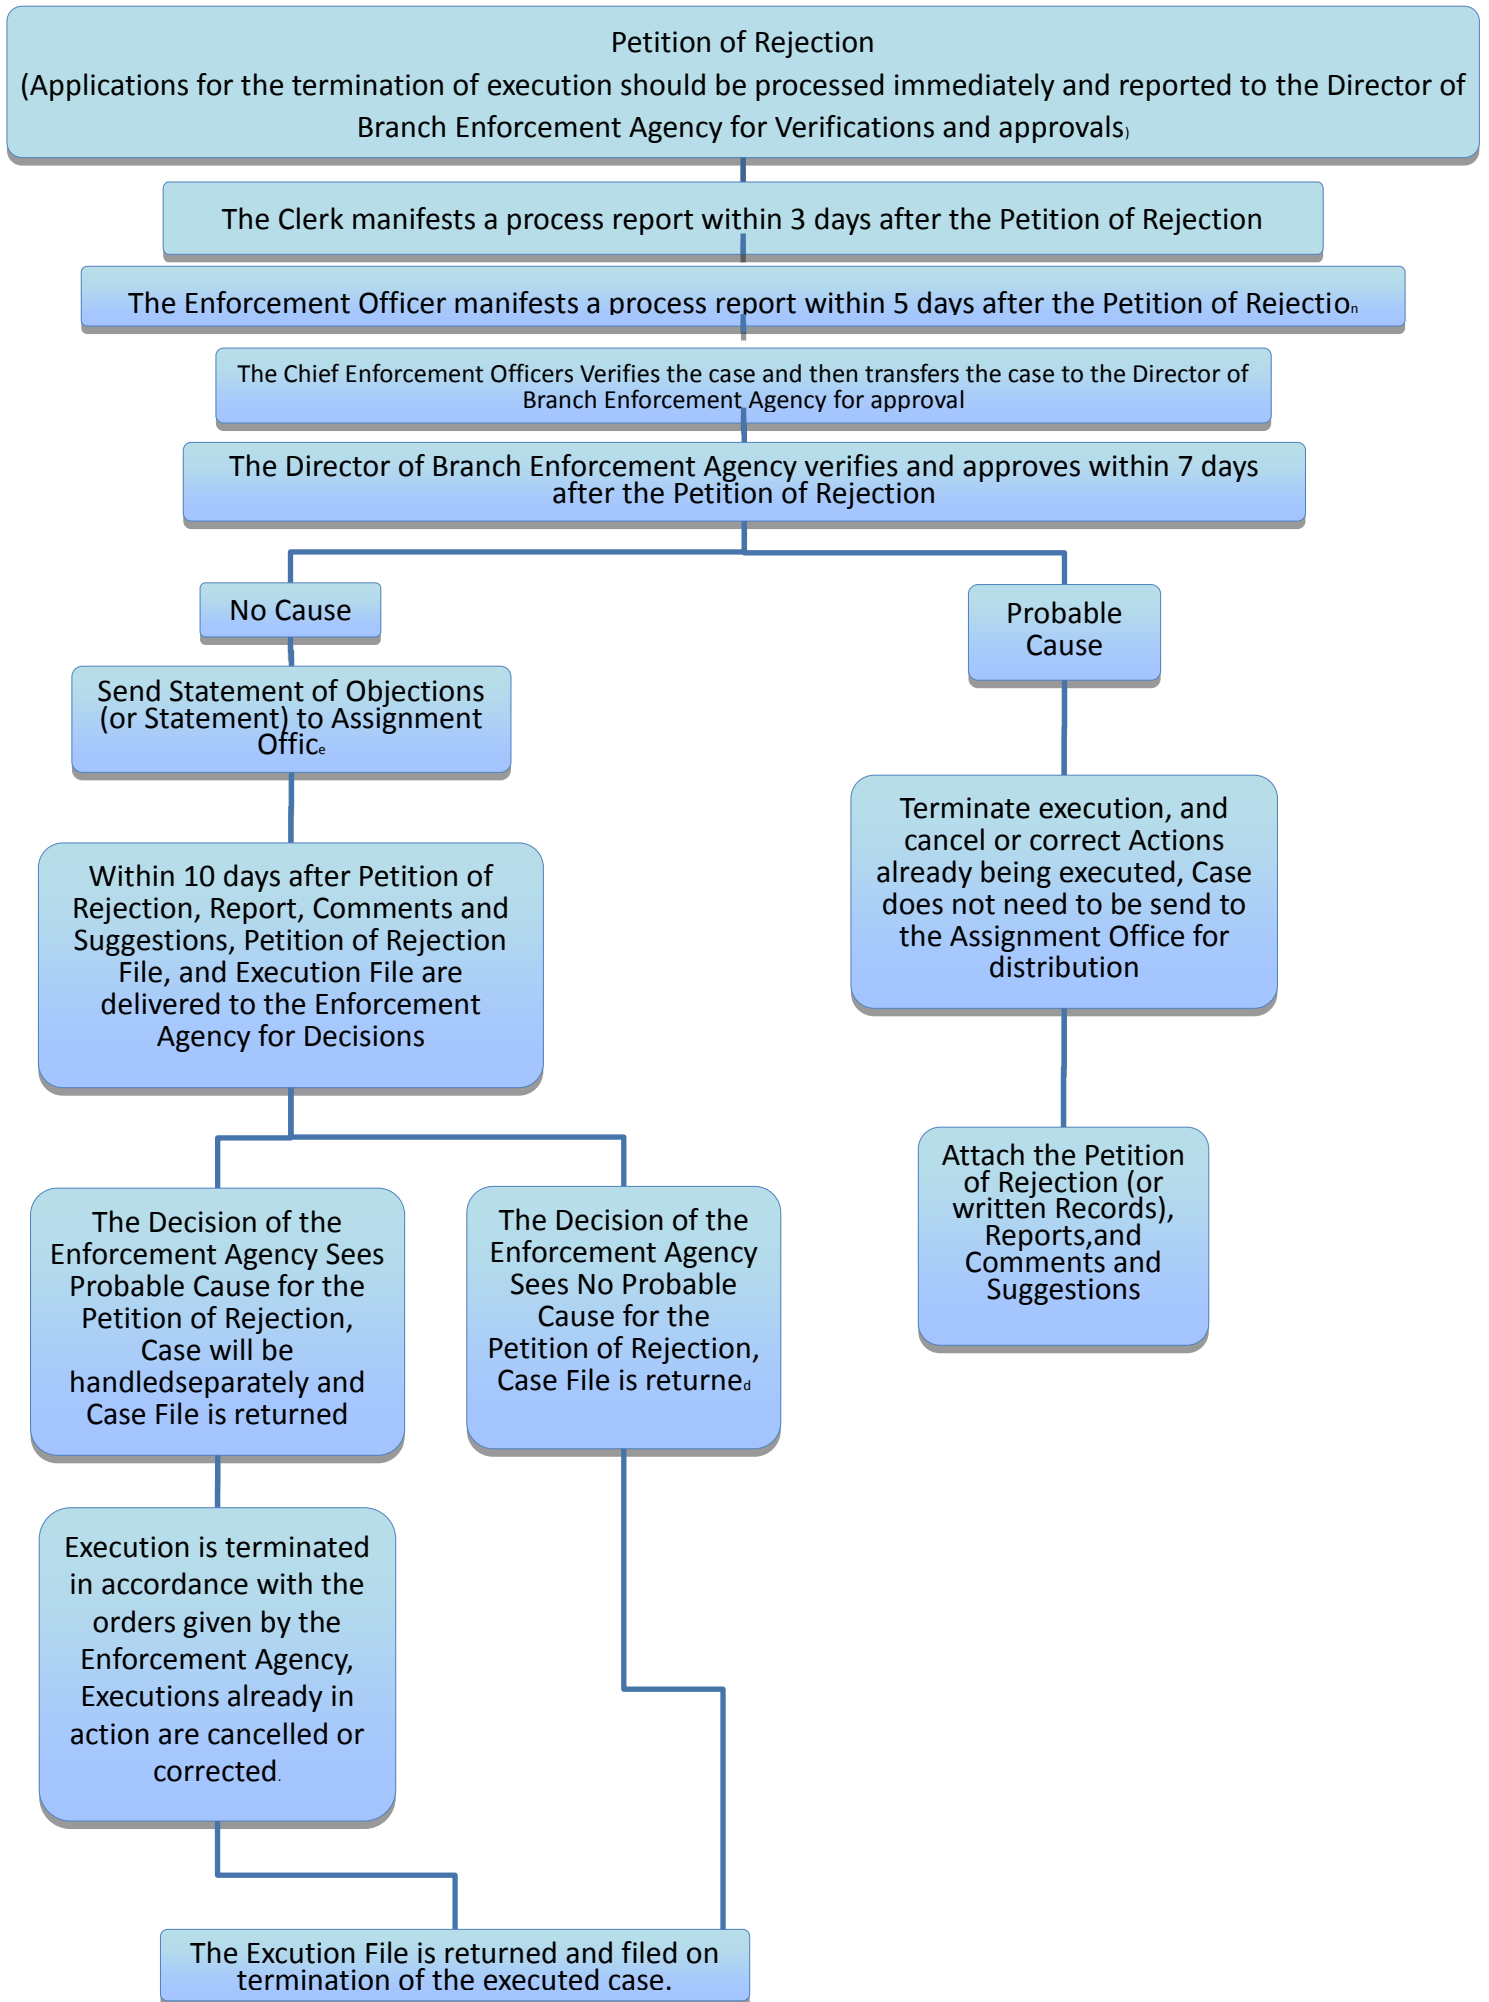 Petition of Rejection
(Applications for the termination of execution should be processed immediately and reported to the Director of
Branch Enforcement Agency for Verifications and approvals)
The Clerk manifests a process report within 3 days after the Petition of Rejection
The Enforcement Officer manifests a process report within 5 days after the Petition of Rejection
The Chief Enforcement Officers Verifies the case and then transfers the case to the Director of
Branch Enforcement Agency for approval
The Director of Branch Enforcement Agency verifies and approves within 7 days
after the Petition of Rejection
No Cause
Send Statement of Objections
(or Statement) to Assignment
Office
Within 10 days after Petition of
Rejection, Report, Comments and
Suggestions, Petition of Rejection
File, and Execution File are
delivered to the Enforcement
Agency for Decisions
The Decision of the
Enforcement Agency Sees
Probable Cause for the
Petition of Rejection,
Case will be
handledseparately and
Case File is returned
Execution is terminated
in accordance with the
orders given by the
Enforcement Agency,
Executions already in
action are cancelled or
corrected.
The Decision of the
Enforcement Agency
Sees No Probable
Cause for the
Petition of Rejection,
Case File is returned
The Excution File is returned and filed on
termination of the executed case.
Probable
Cause
Terminate execution, and
cancel or correct Actions
already being executed, Case
does not need to be send to
the Assignment Office for
distribution
Attach the Petition
of Rejection (or
written Records),
Reports,and
Comments and
Suggestions